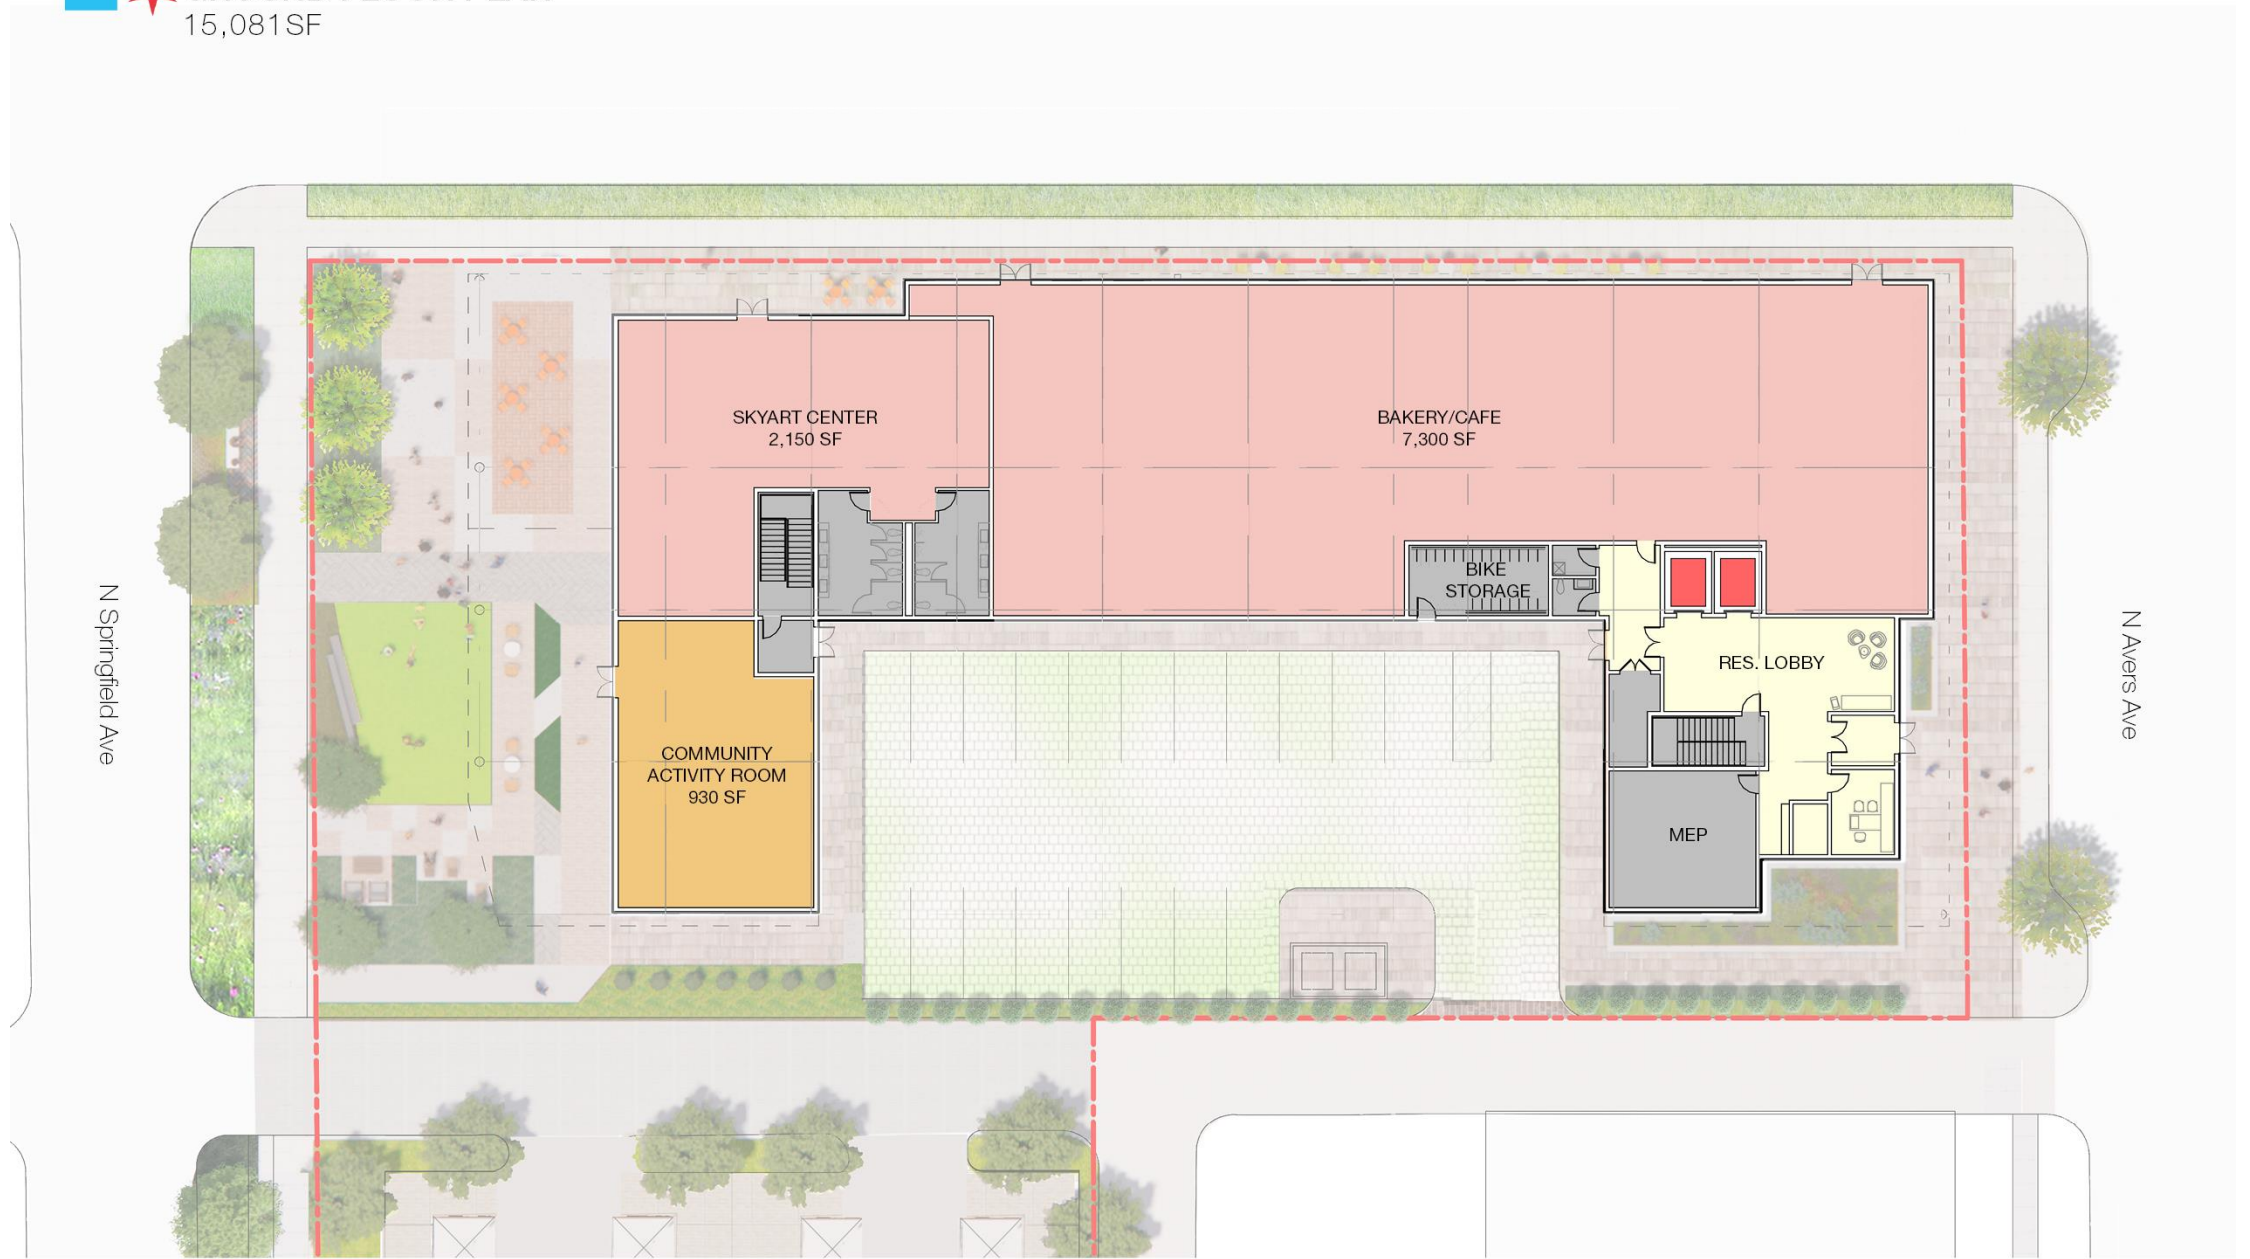 15,081SF
SKYART CENTER
2,150 SF
BAKERY/CAFE
7,300 SF
BIKE
STORAGE
N Springfield Ave
N Avers Ave
RES. LOBBY
COMMUNITY
ACTIVITY ROOM
930 SF
MEP